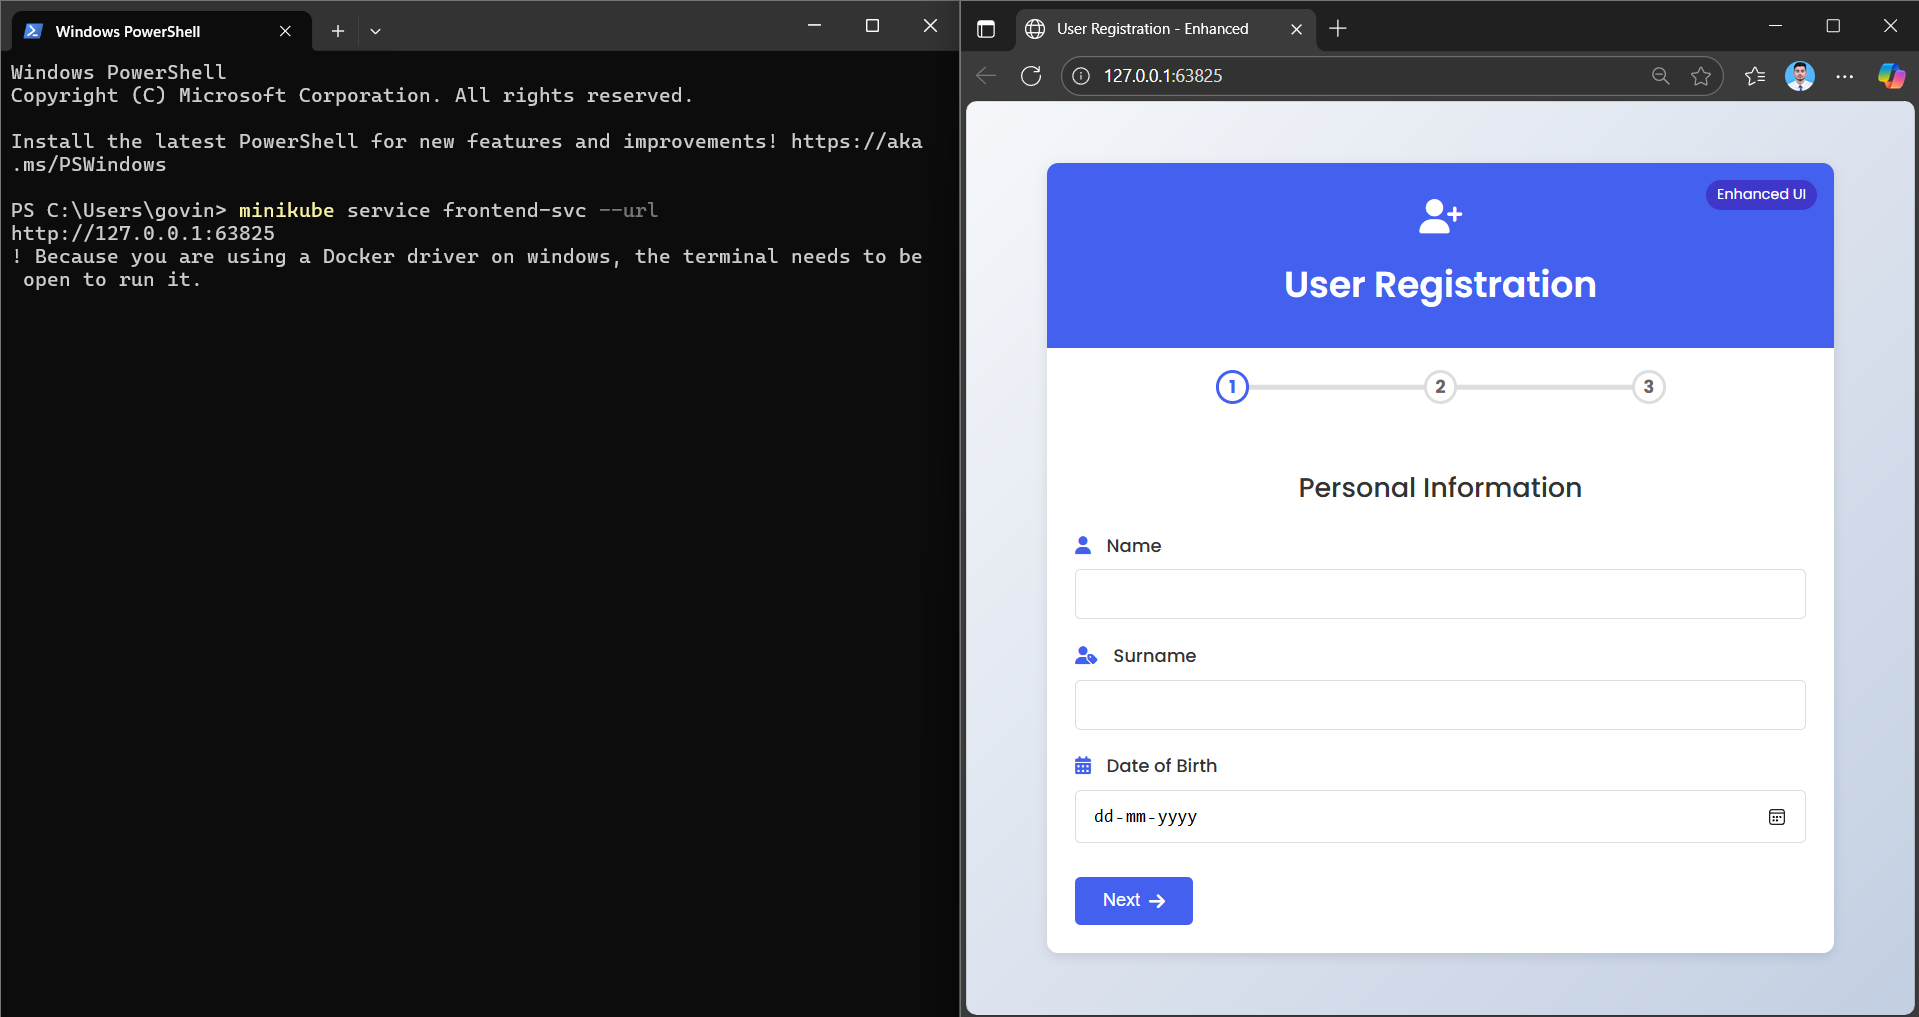 Windows PowerShell
Windows PowerShell
Copyright (C) Microsoft Corporation. All rights reserved.
Install the latest PowerShell for new features and improvements! https://aka
.ms/PSWindows
PS C:\Users\govin> minikube service frontend-svc --url
http://127.0.0.1:63825
! Because you are using a Docker driver on windows, the terminal needs to be
open to run it.
User Registration - Enhanced
127.0.0.1:63825
Enhanced UI
User Registration
1
2
3
Personal Information
Name
Surname
Date of Birth
dd-mm-yyyy
Next